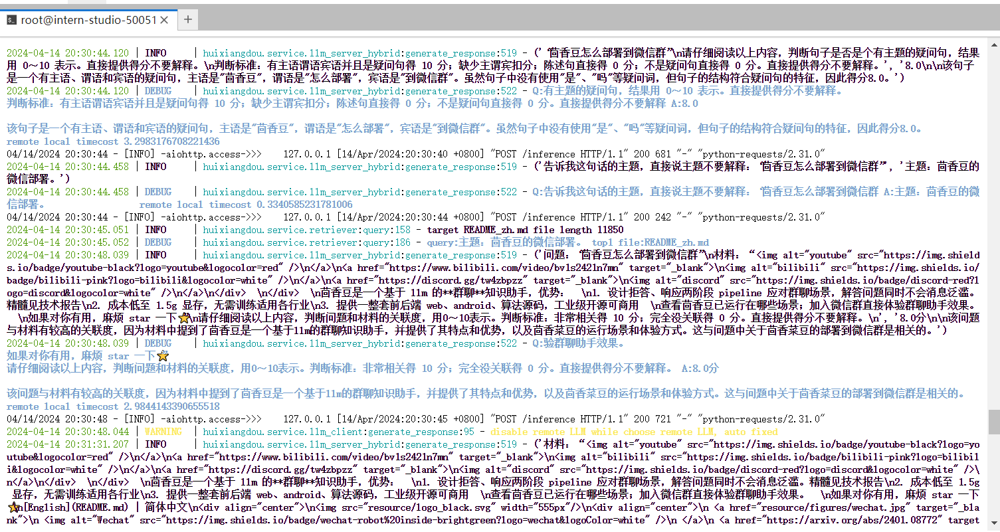 root@intern-studio-50051
2024-04-14 20:30:44.120 | INFO     | huixiangdou.service.llm_server_hybrid:generate_response:519 - ('“茴香豆怎么部署到微信群”\n请仔细阅读以上内容，判断句子是否是个有主题的疑问句，结果
用 0～10 表示。直接提供得分不要解释。\n判断标准：有主语谓语宾语并且是疑问句得 10 分；缺少主谓宾扣分；陈述句直接得 0 分；不是疑问句直接得 0 分。直接提供得分不要解释。', '8.0\n\n该句子
是一个有主语、谓语和宾语的疑问句，主语是"茴香豆"，谓语是"怎么部署"，宾语是"到微信群"。虽然句子中没有使用"是"、"吗"等疑问词，但句子的结构符合疑问句的特征，因此得分8.0。')
2024-04-14 20:30:44.120 | DEBUG    | huixiangdou.service.llm_server_hybrid:generate_response:522 - Q:有主题的疑问句，结果用 0～10 表示。直接提供得分不要解释。
判断标准：有主语谓语宾语并且是疑问句得 10 分；缺少主谓宾扣分；陈述句直接得 0 分；不是疑问句直接得 0 分。直接提供得分不要解释 A:8.0
该句子是一个有主语、谓语和宾语的疑问句，主语是"茴香豆"，谓语是"怎么部署"，宾语是"到微信群"。虽然句子中没有使用"是"、"吗"等疑问词，但句子的结构符合疑问句的特征，因此得分8.0。
remote local timecost 3.2983176708221436
04/14/2024 20:30:44 - [INFO] -aiohttp.access->>>    127.0.0.1 [14/Apr/2024:20:30:40 +0800] "POST /inference HTTP/1.1" 200 681 "-" "python-requests/2.31.0"
2024-04-14 20:30:44.458 | INFO     | huixiangdou.service.llm_server_hybrid:generate_response:519 - ('告诉我这句话的主题，直接说主题不要解释：“茴香豆怎么部署到微信群”', '主题：茴香豆的
微信部署。')
2024-04-14 20:30:44.458 | DEBUG    | huixiangdou.service.llm_server_hybrid:generate_response:522 - Q:告诉我这句话的主题，直接说主题不要解释：“茴香豆怎么部署到微信群 A:主题：茴香豆的微
信部署。                remote local timecost 0.3340585231781006
04/14/2024 20:30:44 - [INFO] -aiohttp.access->>>    127.0.0.1 [14/Apr/2024:20:30:44 +0800] "POST /inference HTTP/1.1" 200 242 "-" "python-requests/2.31.0"
2024-04-14 20:30:45.051 | INFO     | huixiangdou.service.retriever:query:158 - target README_zh.md file length 11850
2024-04-14 20:30:45.052 | DEBUG    | huixiangdou.service.retriever:query:186 - query:主题：茴香豆的微信部署。 top1 file:README_zh.md
2024-04-14 20:30:48.039 | INFO     | huixiangdou.service.llm_server_hybrid:generate_response:519 - ('问题：“茴香豆怎么部署到微信群”\n材料：“<img alt="youtube" src="https://img.shield
s.io/badge/youtube-black?logo=youtube&logocolor=red" />\n</a>\n<a href="https://www.bilibili.com/video/bv1s2421n7mn" target="_blank">\n<img alt="bilibili" src="https://img.shields.io/
badge/bilibili-pink?logo=bilibili&logocolor=white" />\n</a>\n<a href="https://discord.gg/tw4zbpzz" target="_blank">\n<img alt="discord" src="https://img.shields.io/badge/discord-red?l
ogo=discord&logocolor=white" />\n</a>\n</div>  \n</div>  \n茴香豆是一个基于 llm 的**群聊**知识助手，优势：  \n1. 设计拒答、响应两阶段 pipeline 应对群聊场景，解答问题同时不会消息泛滥。
精髓见技术报告\n2. 成本低至 1.5g 显存，无需训练适用各行业\n3. 提供一整套前后端 web、android、算法源码，工业级开源可商用  \n查看茴香豆已运行在哪些场景；加入微信群直接体验群聊助手效果。
  \n如果对你有用，麻烦 star 一下⭐\n请仔细阅读以上内容，判断问题和材料的关联度，用0～10表示。判断标准：非常相关得 10 分；完全没关联得 0 分。直接提供得分不要解释。\n', '8.0分\n\n该问题
与材料有较高的关联度，因为材料中提到了茴香豆是一个基于llm的群聊知识助手，并提供了其特点和优势，以及茴香菜豆的运行场景和体验方式。这与问题中关于茴香菜豆的部署到微信群是相关的。')
2024-04-14 20:30:48.039 | DEBUG    | huixiangdou.service.llm_server_hybrid:generate_response:522 - Q:验群聊助手效果。
如果对你有用，麻烦 star 一下⭐
请仔细阅读以上内容，判断问题和材料的关联度，用0～10表示。判断标准：非常相关得 10 分；完全没关联得 0 分。直接提供得分不要解释。 A:8.0分
该问题与材料有较高的关联度，因为材料中提到了茴香豆是一个基于llm的群聊知识助手，并提供了其特点和优势，以及茴香菜豆的运行场景和体验方式。这与问题中关于茴香菜豆的部署到微信群是相关的。
remote local timecost 2.9844143390655518
04/14/2024 20:30:48 - [INFO] -aiohttp.access->>>    127.0.0.1 [14/Apr/2024:20:30:45 +0800] "POST /inference HTTP/1.1" 200 721 "-" "python-requests/2.31.0"
2024-04-14 20:30:48.044 | WARNING  | huixiangdou.service.llm_client:generate_response:95 - disable remote LLM while choose remote LLM, auto fixed
2024-04-14 20:31:31.207 | INFO     | huixiangdou.service.llm_server_hybrid:generate_response:519 - ('材料：“<img alt="youtube" src="https://img.shields.io/badge/youtube-black?logo=yo
utube&logocolor=red" />\n</a>\n<a href="https://www.bilibili.com/video/bv1s2421n7mn" target="_blank">\n<img alt="bilibili" src="https://img.shields.io/badge/bilibili-pink?logo=bilibil
i&logocolor=white" />\n</a>\n<a href="https://discord.gg/tw4zbpzz" target="_blank">\n<img alt="discord" src="https://img.shields.io/badge/discord-red?logo=discord&logocolor=white" />\
n</a>\n</div>  \n</div>  \n茴香豆是一个基于 llm 的**群聊**知识助手，优势：  \n1. 设计拒答、响应两阶段 pipeline 应对群聊场景，解答问题同时不会消息泛滥。精髓见技术报告\n2. 成本低至 1.5g
 显存，无需训练适用各行业\n3. 提供一整套前后端 web、android、算法源码，工业级开源可商用  \n查看茴香豆已运行在哪些场景；加入微信群直接体验群聊助手效果。  \n如果对你有用，麻烦 star 一下
⭐\n[English](README.md) | 简体中文\n<div align="center">\n<img src="resource/logo_black.svg" width="555px"/>\n<div align="center">\n <a href="resource/figures/wechat.jpg" target="_bla
nk">\n <img alt="Wechat" src="https://img.shields.io/badge/wechat-robot%20inside-brightgreen?logo=wechat&logoColor=white" />\n </a>\n <a href="https://arxiv.org/abs/2401.08772" target